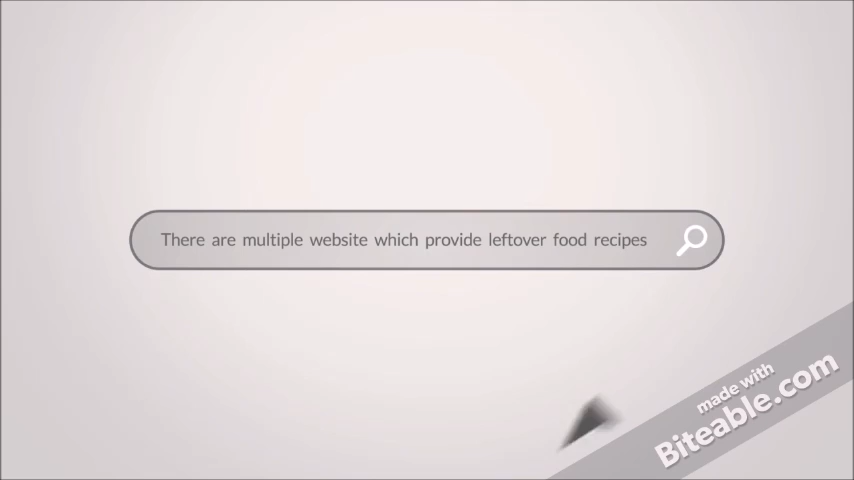 There are multiple website which provide leftover food recipes
made with
Biteable.com